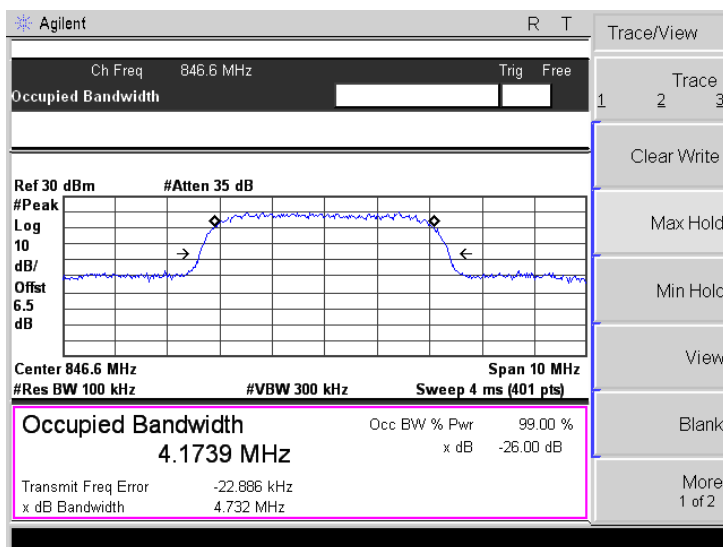 Agilent R T
Trace/View
Ch Freq 846.6 MHz Trig Free
Occupied Bandwidth
Trace
1 2 3
Clear Write
Max Hold
Min Hold
View
Blank
More
1 of 2
Ref 30 dBm #Atten 35 dB
#Peak
Log
10
dB/
Offst
6.5
dB
Center 846.6 MHz Span 10 MHz
#Res BW 100 kHz #VBW 300 kHz Sweep 4 ms (401 pts)
Occupied Bandwidth
4.1739 MHz
Occ BW % Pwr 99.00 %
x dB -26.00 dB
Transmit Freq Error -22.886 kHz
x dB Bandwidth 4.732 MHz